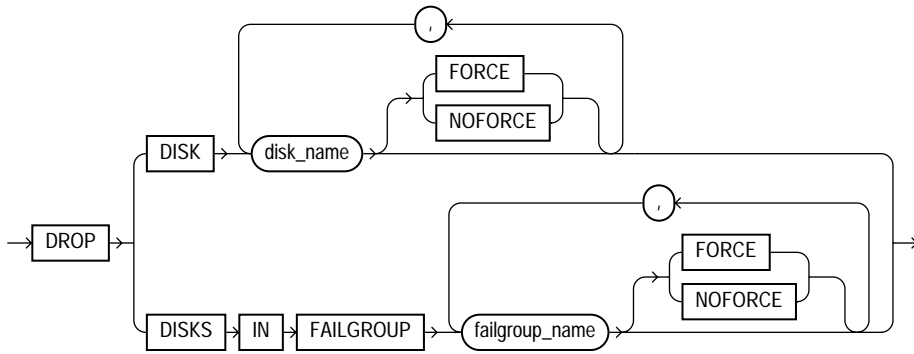 ,
FORCE
NOFORCE
DISK disk_name
,
DROP
FORCE
NOFORCE
DISKS IN FAILGROUP failgroup_name